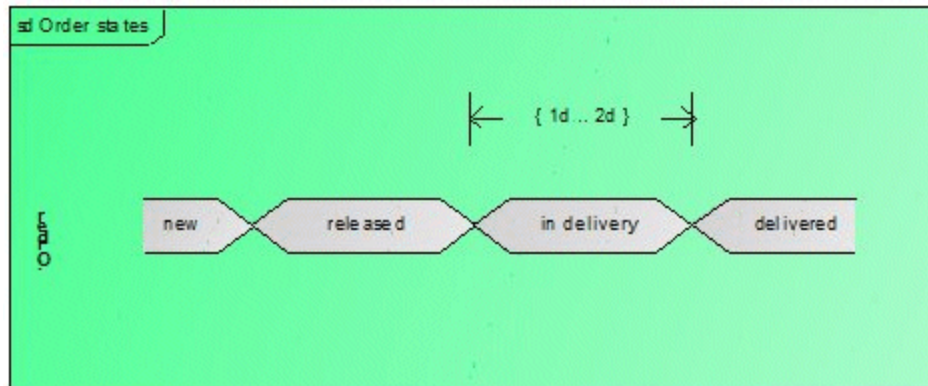 sd Order states
{ 1d... 2d }
new
released
in delivery
delivered